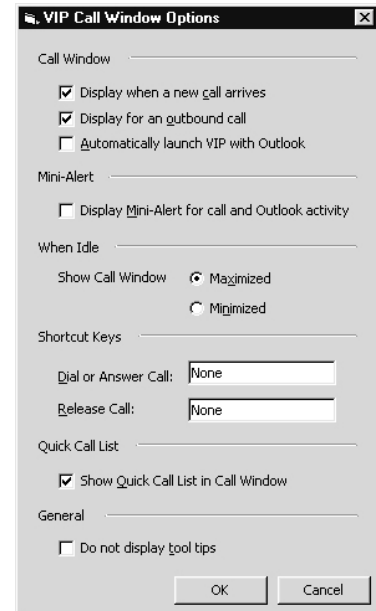 VIP Call Window Options
Call Window
Display when a new call arrives
Display for an outbound call
Automatically launch VIP with Outlook
Mini-Alert
Display Mini-Alert for call and Outlook activity
When Idle
Show Call Window Maximized
Minimized
Shortcut Keys
Dial or Answer Call: None
Release Call: None
Quick Call List
Show Quick Call List in Call Window
General
Do not display tool tips
OK Cancel